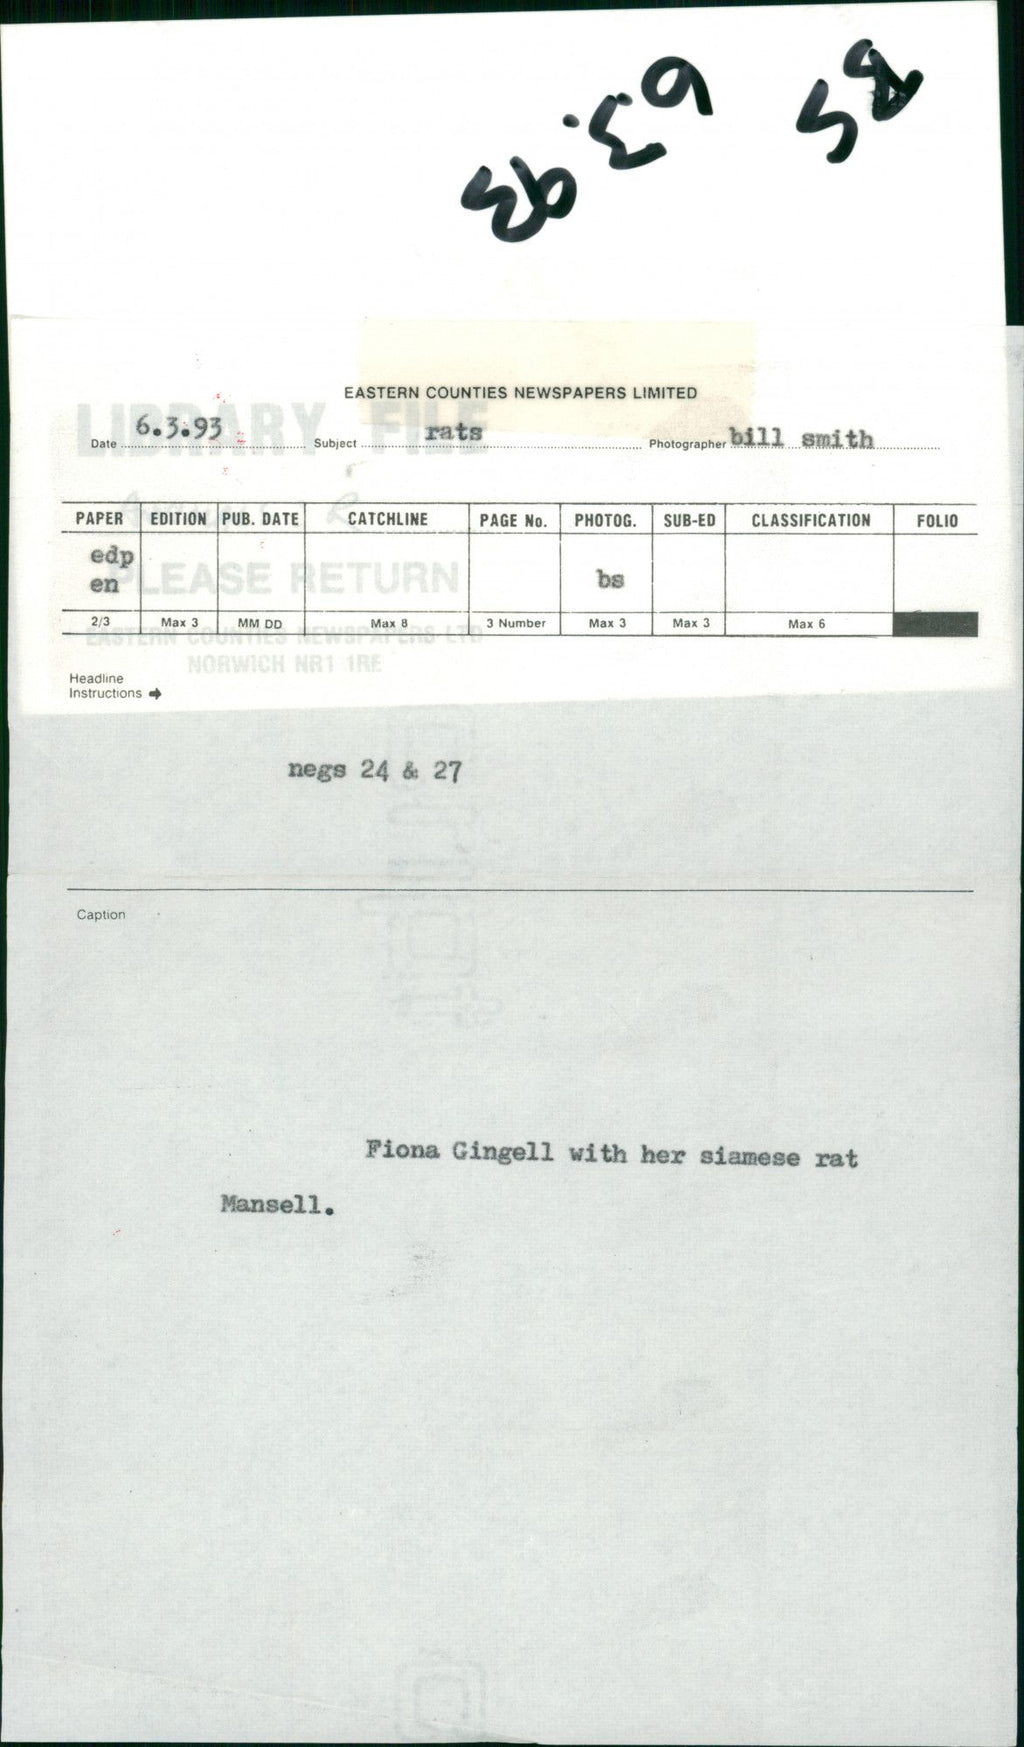 BS
6.3.93
EASTERN COUNTIES NEWSPAPERS LIMITED
LIBRARY FILE
Date 6.3.93 Subject rats Photographer bill smith
PAPER EDITION PUB. DATE CATCHLINE PAGE No. PHOTOG. SUB-ED CLASSIFICATION FOLIO
edp
en bs
PLEASE RETURN
2/3 Max 3 MM DD Max 8 3 Number Max 3 Max 3 Max 6
EASTERN COUNTIES NEWSPAPERS LTD
NORWICH NR1 1RE
Headline
Instructions ➔
negs 24 & 27
Caption
Fiona Gingell with her siamese rat
Mansell.